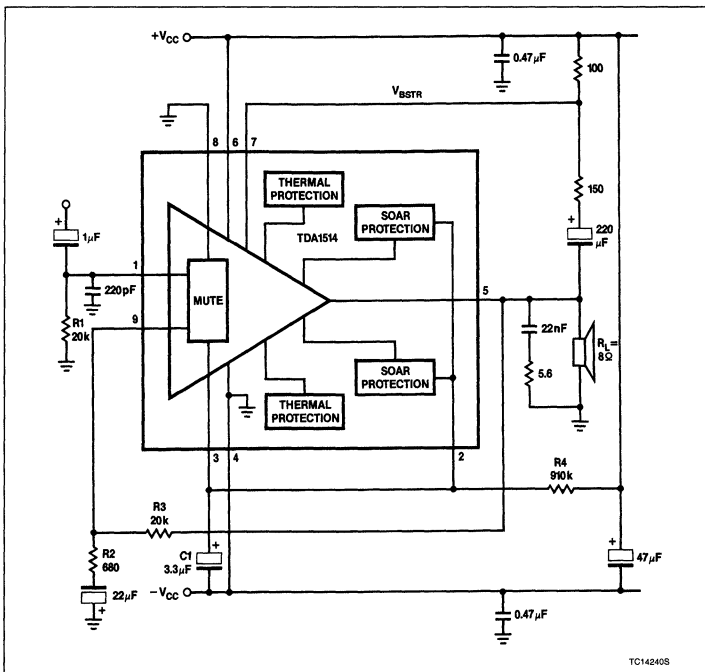 +VCC
0.47μF
100
VBSTR
8 6 7
150
THERMAL
PROTECTION
TDA1514
SOAR
PROTECTION
+
220
μF
+
1μF
1
220pF
MUTE
5
9
R1
20k
22nF
RL=
8Ω
5.6
SOAR
PROTECTION
THERMAL
PROTECTION
3 4
2
R4
910k
R3
20k
R2
680
C1
3.3μF
+
+
47μF
22μF
+
−VCC
0.47μF
TC14240S